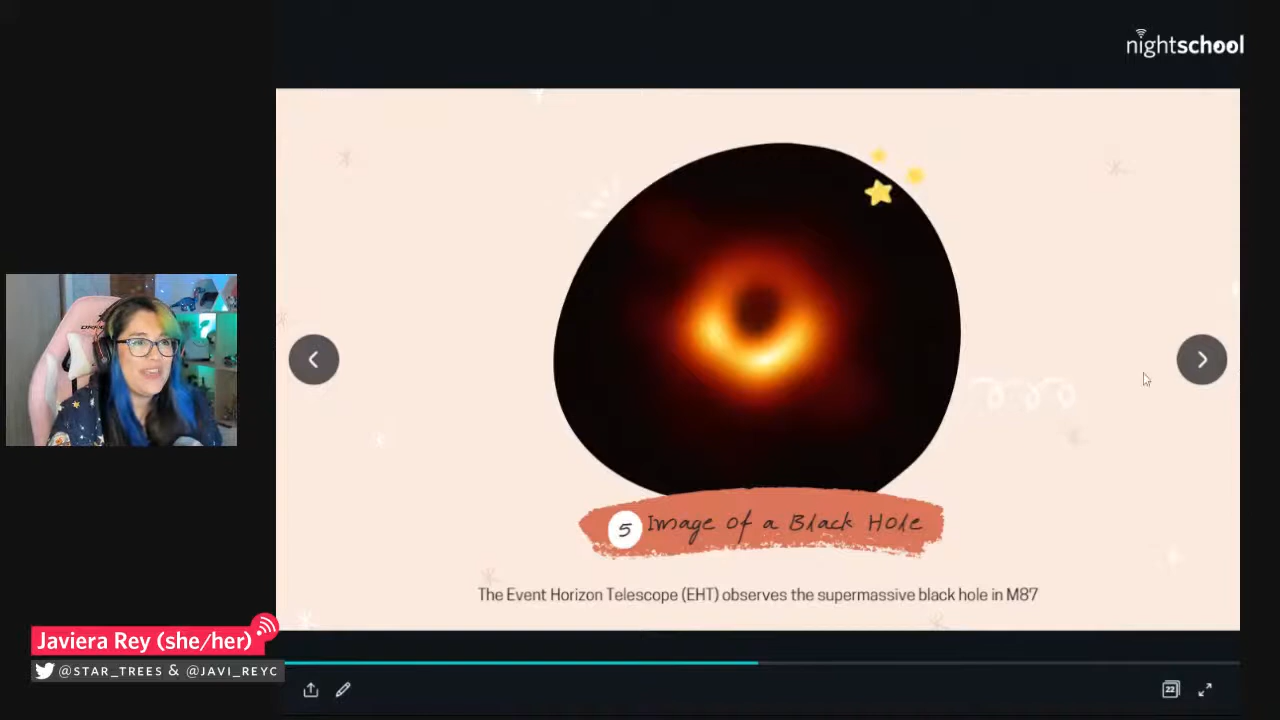 nightschool
5 Image of a Black Hole
The Event Horizon Telescope (EHT) observes the supermassive black hole in M87
Javiera Rey (she/her)
@STAR_TREES & @JAVI_REYC
22